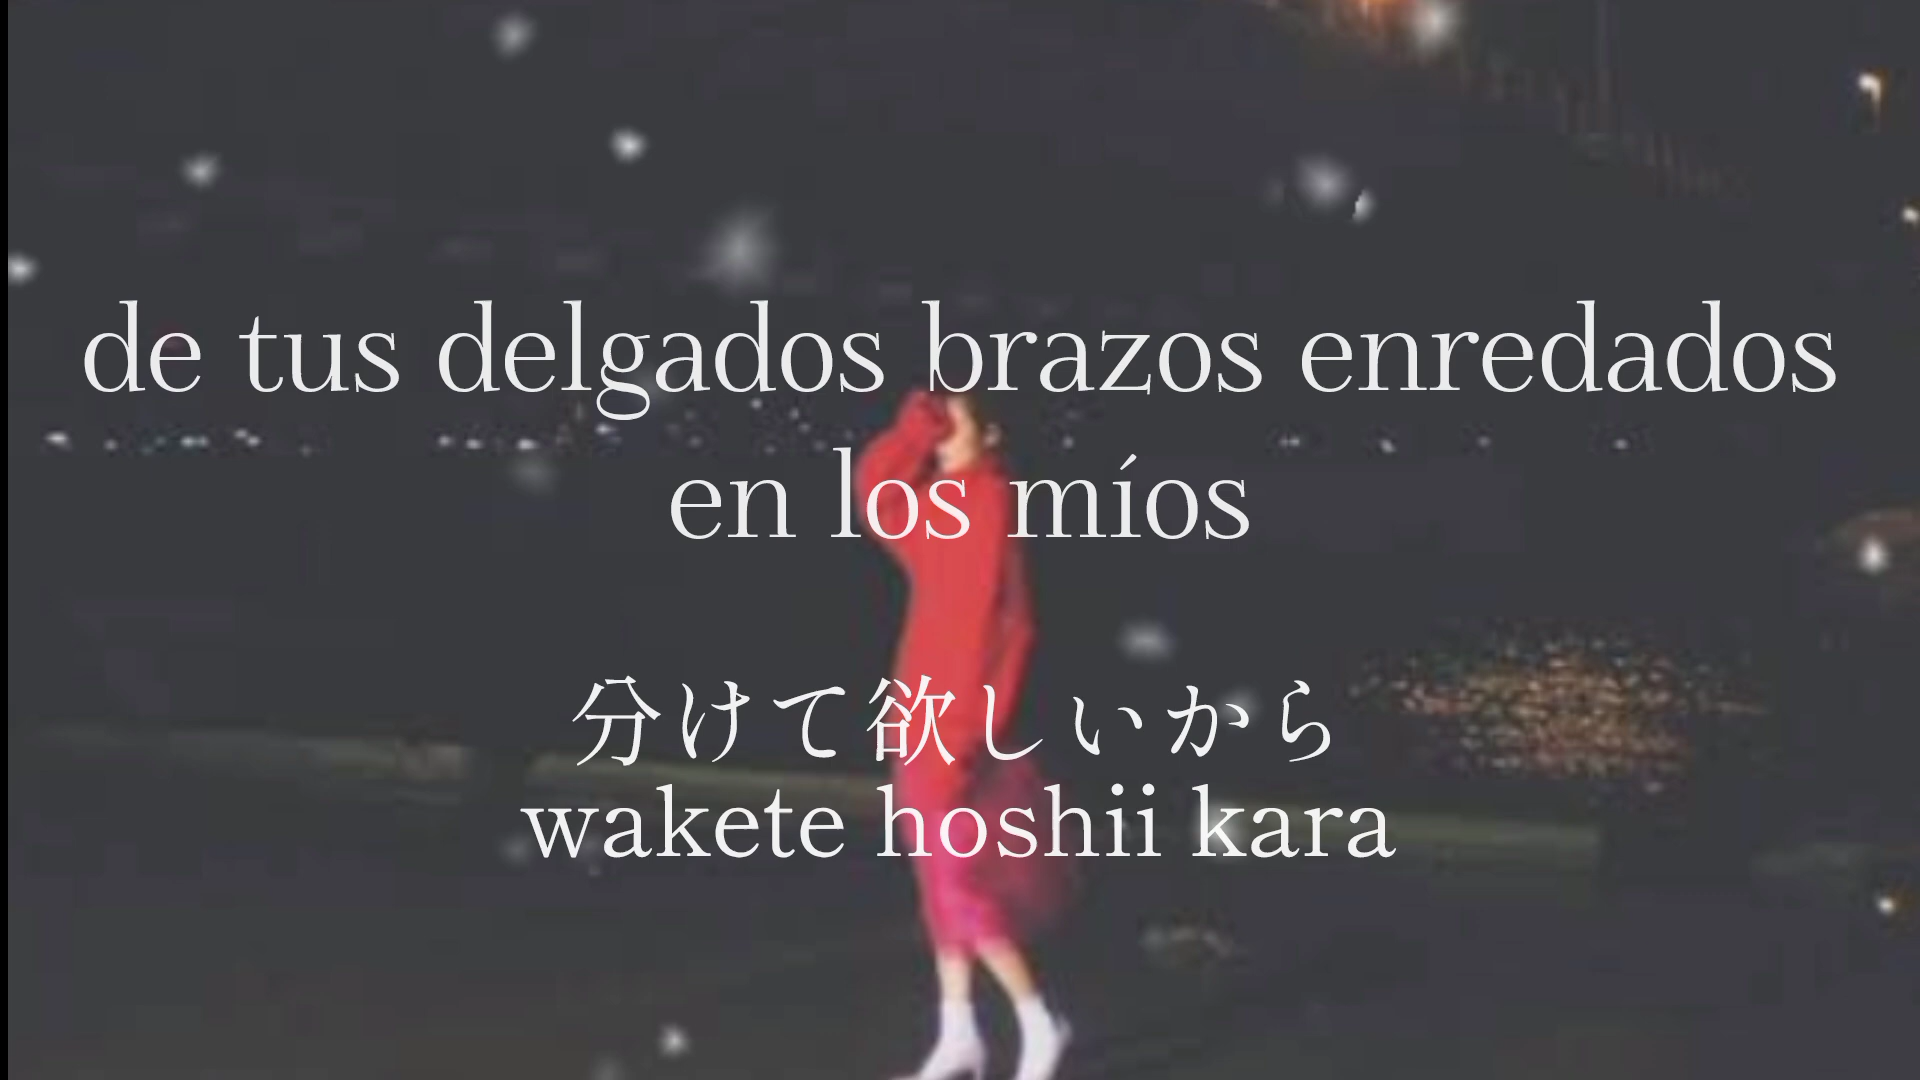 de tus delgados brazos enredados
en los míos
分けて欲しいから
wakete hoshii kara